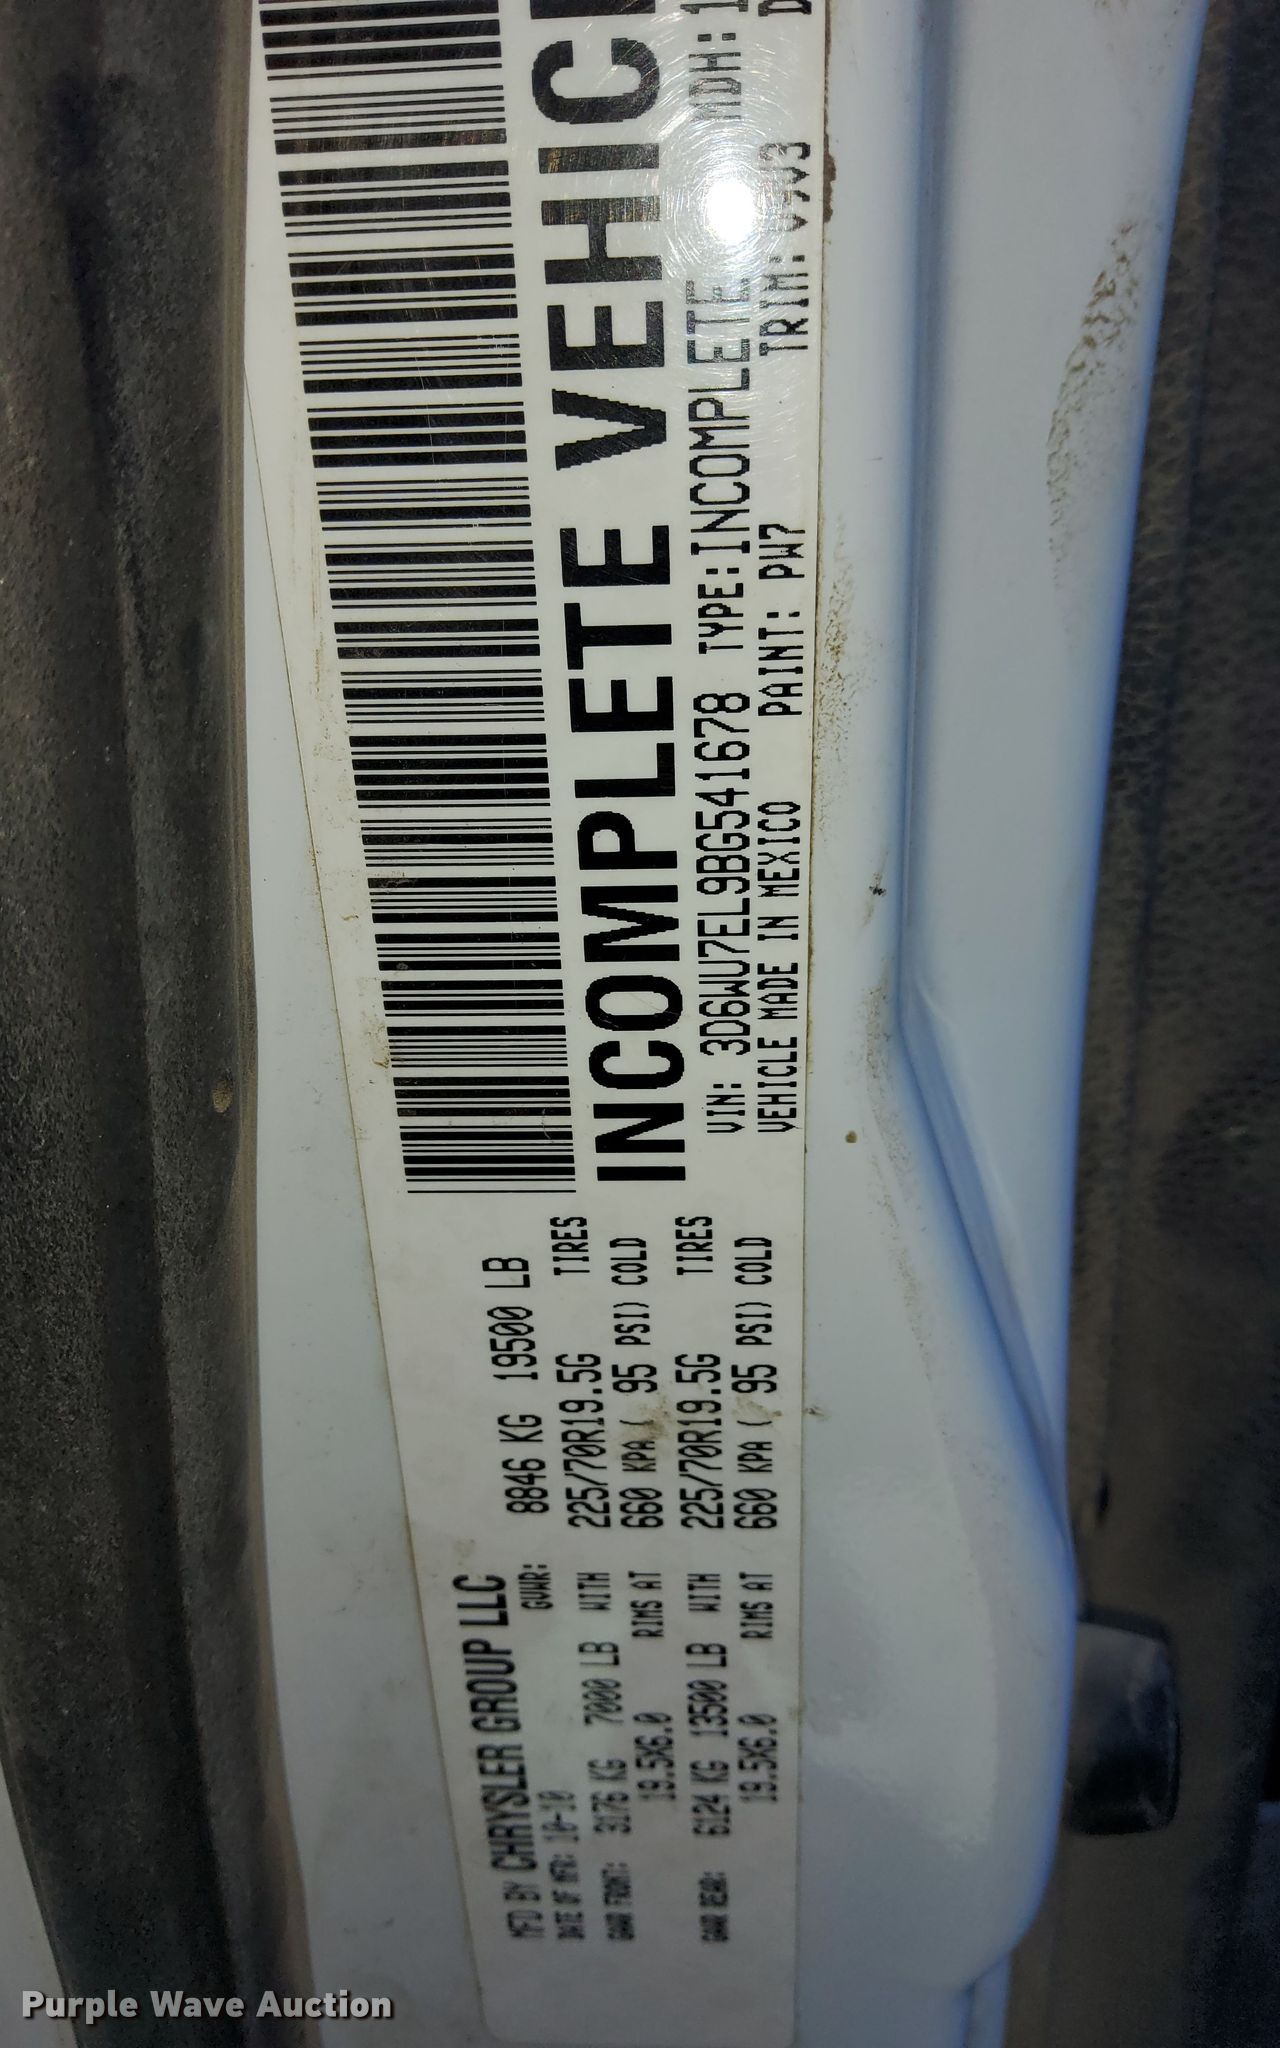 MFD BY CHRYSLER GROUP LLC
DATE OF MFR: 10-10 GVWR: 8846 KG 19500 LB
GAWR FRONT: 3176 KG 7000 LB WITH 225/70R19.5G TIRES
19.5X6.0 RIMS AT 660 KPA ( 95 PSI) COLD
GAWR REAR: 6124 KG 13500 LB WITH 225/70R19.5G TIRES
19.5X6.0 RIMS AT 660 KPA ( 95 PSI) COLD
INCOMPLETE VEHIC
VIN: 3D6WU7EL9BG541678 TYPE:INCOMPLETE MDH: 1
VEHICLE MADE IN MEXICO PAINT: PW7 TRIM:
Purple Wave Auction